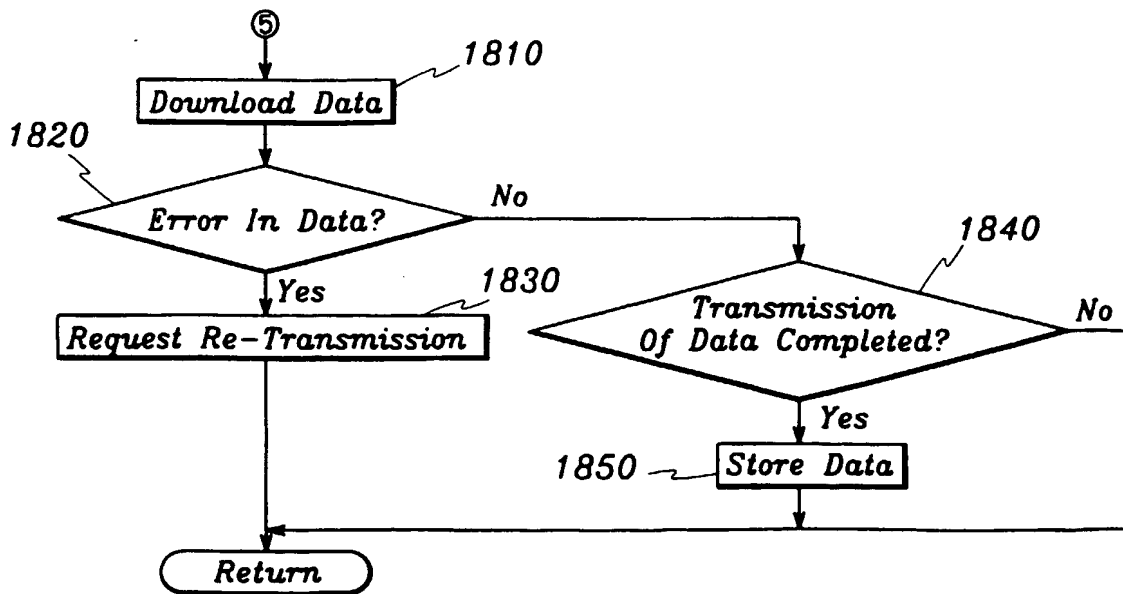 5
1810
Download Data
1820
Error In Data?
No
Yes
1830
Request Re-Transmission
1840
Transmission
Of Data Completed?
No
Yes
1850
Store Data
Return